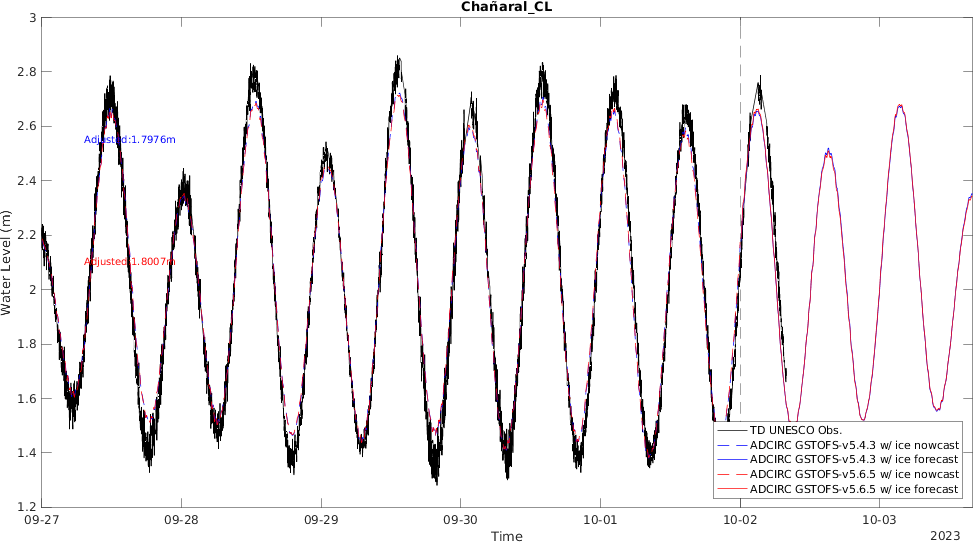 Chañaral_CL
3
2.8
2.6
2.4
2.2
2
1.8
1.6
1.4
1.2
Water Level (m)
Adjusted:1.7976m
Adjusted:1.8007m
TD UNESCO Obs.
ADCIRC GSTOFS-v5.4.3 w/ ice nowcast
ADCIRC GSTOFS-v5.4.3 w/ ice forecast
ADCIRC GSTOFS-v5.6.5 w/ ice nowcast
ADCIRC GSTOFS-v5.6.5 w/ ice forecast
09-27 09-28 09-29 09-30 10-01 10-02 10-03
Time
2023